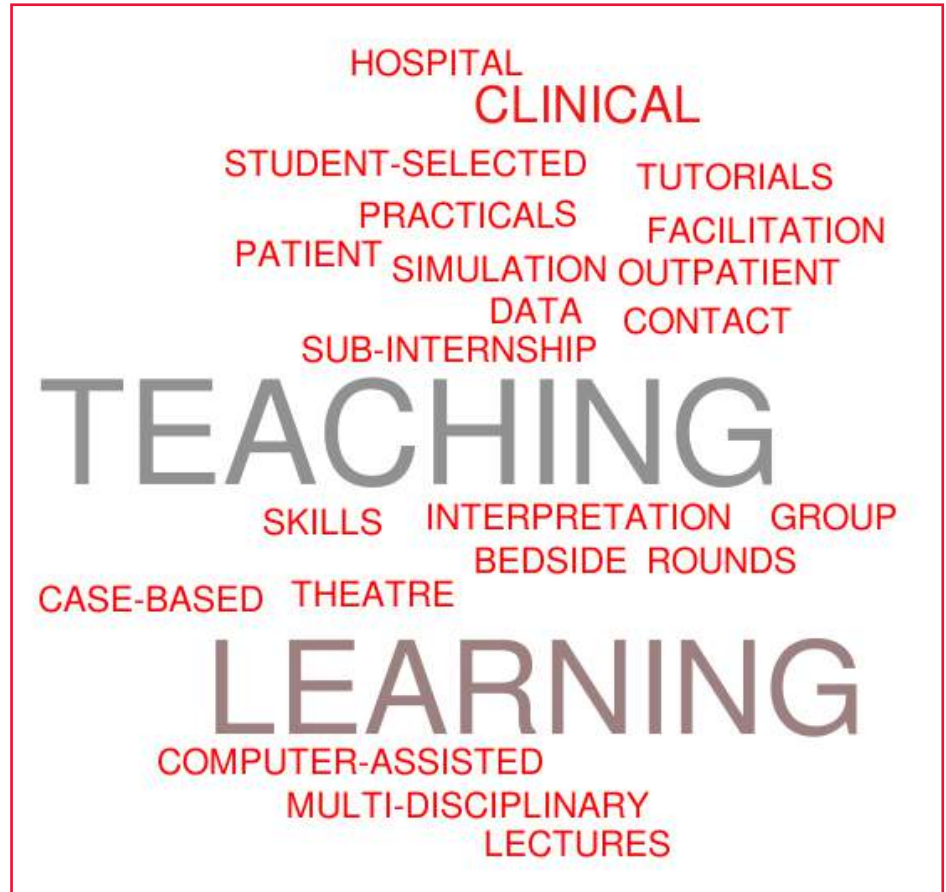 HOSPITAL
CLINICAL
STUDENT-SELECTED TUTORIALS
PRACTICALS FACILITATION
PATIENT SIMULATION OUTPATIENT
DATA CONTACT
SUB-INTERNSHIP
TEACHING
SKILLS INTERPRETATION GROUP
BEDSIDE ROUNDS
CASE-BASED THEATRE
LEARNING
COMPUTER-ASSISTED
MULTI-DISCIPLINARY
LECTURES